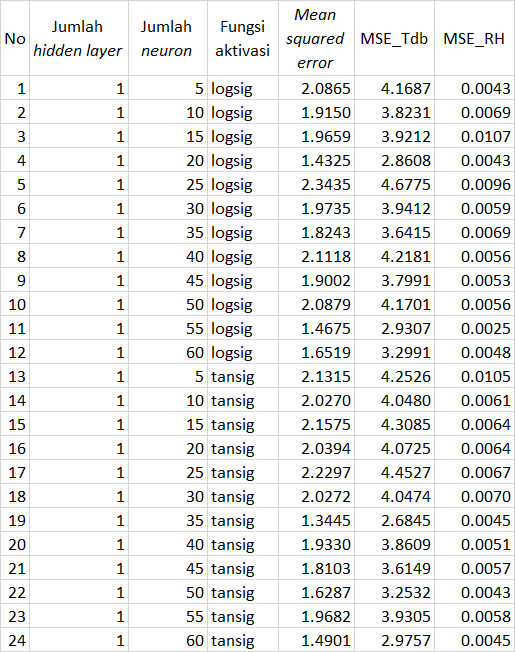 No Jumlah hidden layer Jumlah neuron Fungsi aktivasi Mean squared error MSE_Tdb MSE_RH
1 1 5 logsig 2.0865 4.1687 0.0043
2 1 10 logsig 1.9150 3.8231 0.0069
3 1 15 logsig 1.9659 3.9212 0.0107
4 1 20 logsig 1.4325 2.8608 0.0043
5 1 25 logsig 2.3435 4.6775 0.0096
6 1 30 logsig 1.9735 3.9412 0.0059
7 1 35 logsig 1.8243 3.6415 0.0069
8 1 40 logsig 2.1118 4.2181 0.0056
9 1 45 logsig 1.9002 3.7991 0.0053
10 1 50 logsig 2.0879 4.1701 0.0056
11 1 55 logsig 1.4675 2.9307 0.0025
12 1 60 logsig 1.6519 3.2991 0.0048
13 1 5 tansig 2.1315 4.2526 0.0105
14 1 10 tansig 2.0270 4.0480 0.0061
15 1 15 tansig 2.1575 4.3085 0.0064
16 1 20 tansig 2.0394 4.0725 0.0064
17 1 25 tansig 2.2297 4.4527 0.0067
18 1 30 tansig 2.0272 4.0474 0.0070
19 1 35 tansig 1.3445 2.6845 0.0045
20 1 40 tansig 1.9330 3.8609 0.0051
21 1 45 tansig 1.8103 3.6149 0.0057
22 1 50 tansig 1.6287 3.2532 0.0043
23 1 55 tansig 1.9682 3.9305 0.0058
24 1 60 tansig 1.4901 2.9757 0.0045